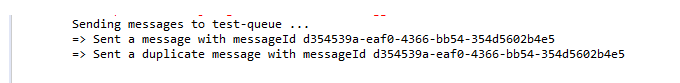 Sending messages to test-queue ...
=> Sent a message with messageId d354539a-eaf0-4366-bb54-354d5602b4e5
=> Sent a duplicate message with messageId d354539a-eaf0-4366-bb54-354d5602b4e5